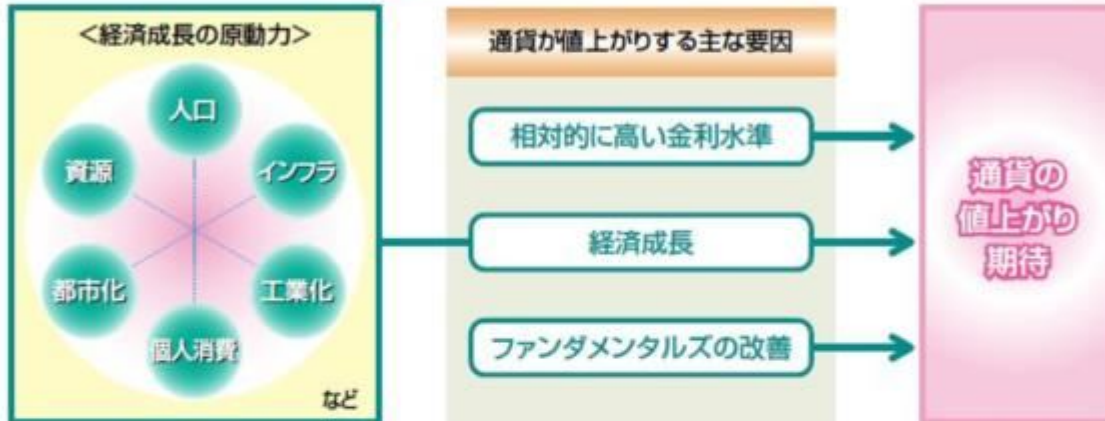 ＜経済成長の原動力＞
人口
資源
インフラ
都市化
工業化
個人消費
など
通貨が値上がりする主な要因
相対的に高い金利水準
経済成長
ファンダメンタルズの改善
通貨の
値上がり
期待